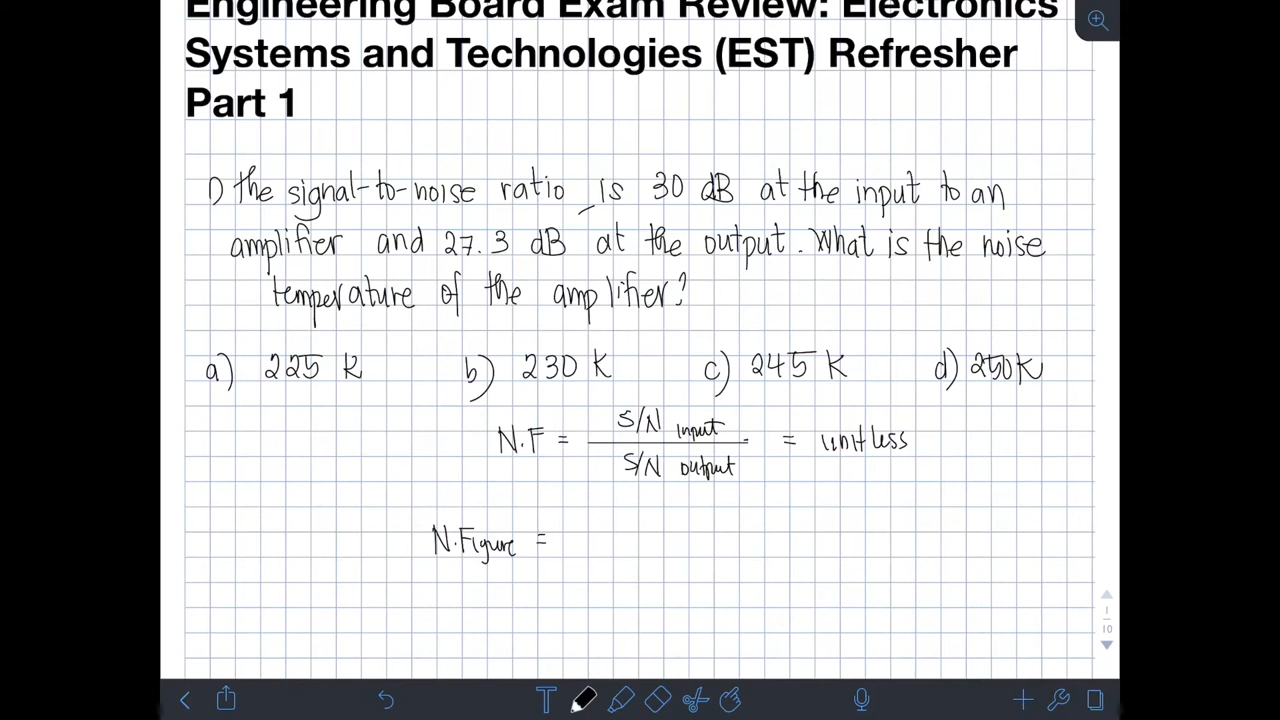 Engineering Board Exam Review: Electronics
Systems and Technologies (EST) Refresher
Part 1
1) the signal-to-noise ratio is 30 dB at the input to an
amplifier and 27.3 dB at the output. What is the noise
temperature of the amplifier?
a) 225 K b) 230 K c) 245 K d) 250 K
N.F = S/N input / S/N output = unitless
N.Figure =
1
10